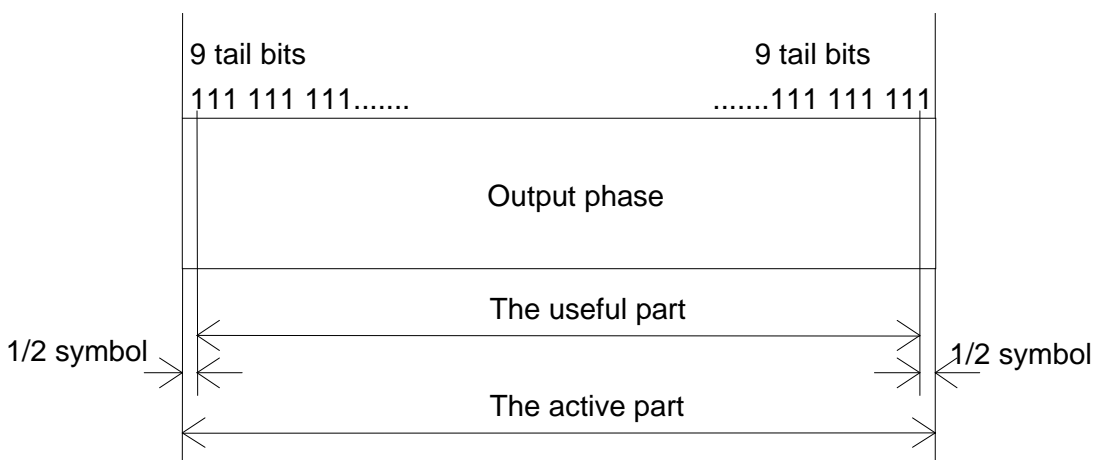 9 tail bits
9 tail bits
111 111 111.......
.......111 111 111
Output phase
The useful part
1/2 symbol
1/2 symbol
The active part